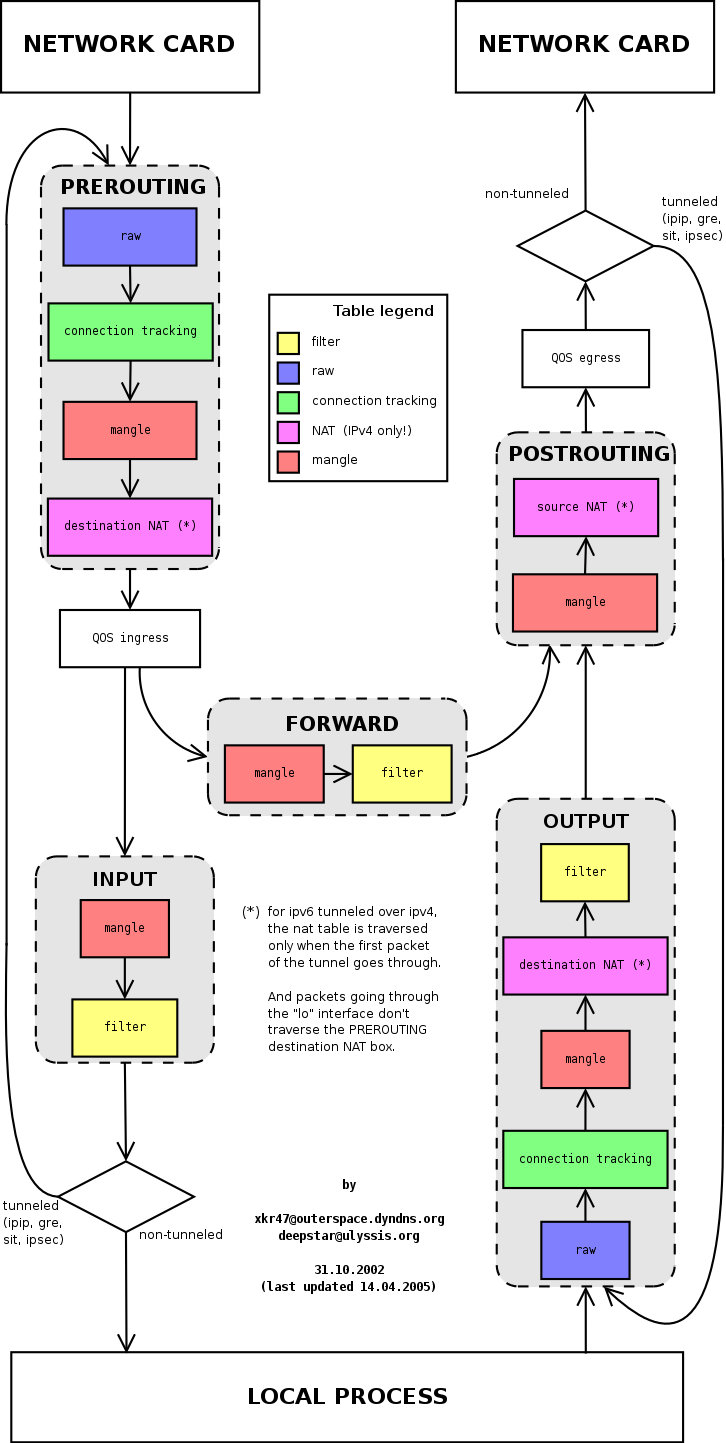 NETWORK CARD
PREROUTING
raw
connection tracking
mangle
destination NAT (*)
QOS ingress
NETWORK CARD
non-tunneled
tunneled
(ipip, gre,
sit, ipsec)
QOS egress
POSTROUTING
source NAT (*)
mangle
Table legend
filter
raw
connection tracking
NAT (IPv4 only!)
mangle
FORWARD
mangle
filter
INPUT
mangle
filter
tunneled
(ipip, gre,
sit, ipsec)
non-tunneled
(*) for ipv6 tunneled over ipv4,
the nat table is traversed
only when the first packet
of the tunnel goes through.
And packets going through
the "lo" interface don't
traverse the PREROUTING
destination NAT box.
OUTPUT
filter
destination NAT (*)
mangle
connection tracking
raw
by
xkr47@outerspace.dyndns.org
deepstar@ulyssis.org
31.10.2002
(last updated 14.04.2005)
LOCAL PROCESS